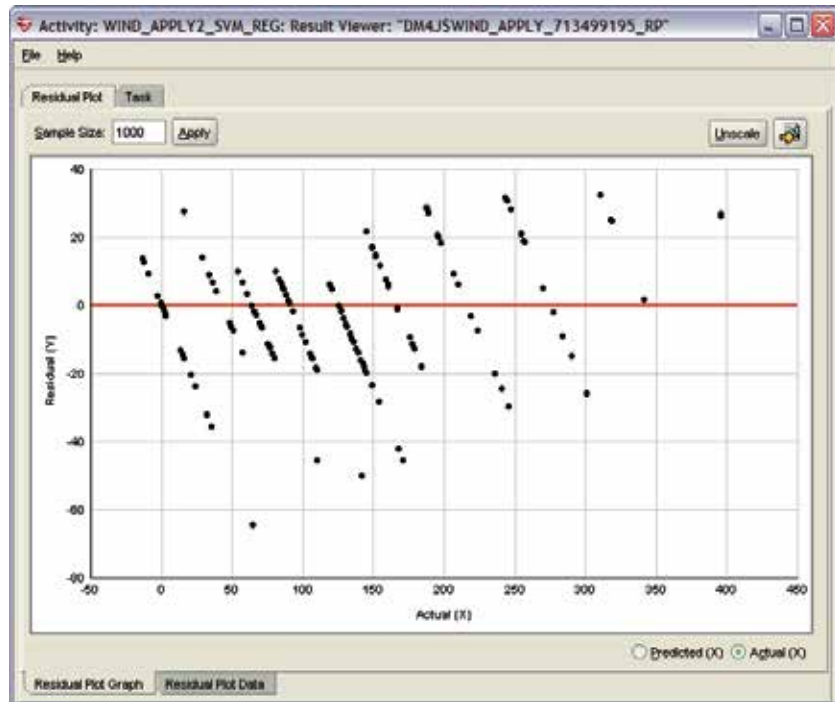 Activity: WIND_APPLY2_SVM_REG: Result Viewer: "DM4J$WIND_APPLY_713499195_RP"
File Help
Residual Plot Task
Sample Size: 1000 Apply Unscale
40
20
0
-20
-40
-60
-80
Residual (Y)
-50 0 50 100 150 200 250 300 350 400 450
Actual (X)
Predicted (X) Actual (X)
Residual Plot Graph Residual Plot Data